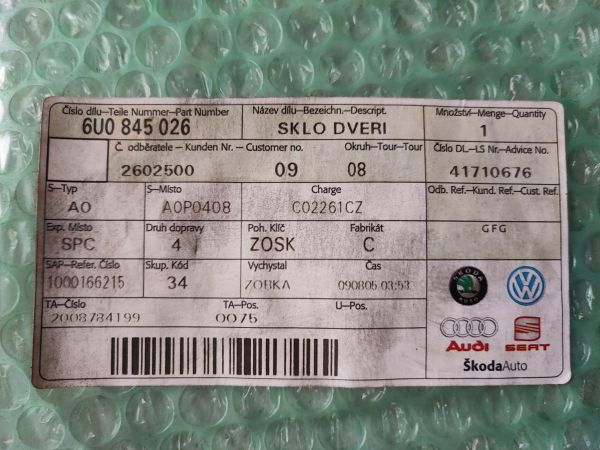 Číslo dílu–Teile Nummer–Part Number Název dílu–Bezeichn.–Descript. Množství–Menge–Quantity
6U0 845 026 SKLO DVERI 1
Č. odběratele – Kunden Nr. – Customer no. Okruh–Tour–Tour Číslo DL–LS Nr.–Advice No.
2602500 09 08 41710676
S–Typ S–Místo Charge Odb. Ref.–Kund. Ref.–Cust. Ref.
A0 A0P0408 C02261CZ
Exp. Místo Druh dopravy Poh. Klíč Fabrikát GFG
SPC 4 ZOSK C
SAP–Refer. Číslo Skup. Kód Vychystal Čas
1000166215 34 ZOBKA 090805 03:53
TA–Číslo TA–Pos. U–Pos.
2008784199 0075
SKODA
AUTO
Audi SEAT
ŠkodaAuto